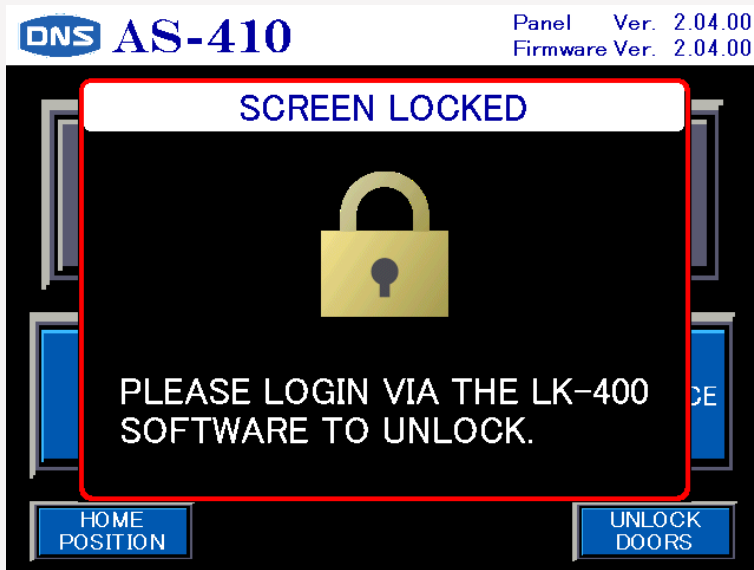 DNS AS-410
Panel Ver. 2.04.00
Firmware Ver. 2.04.00
SCREEN LOCKED
PLEASE LOGIN VIA THE LK-400
SOFTWARE TO UNLOCK.
HOME
POSITION
UNLOCK
DOORS